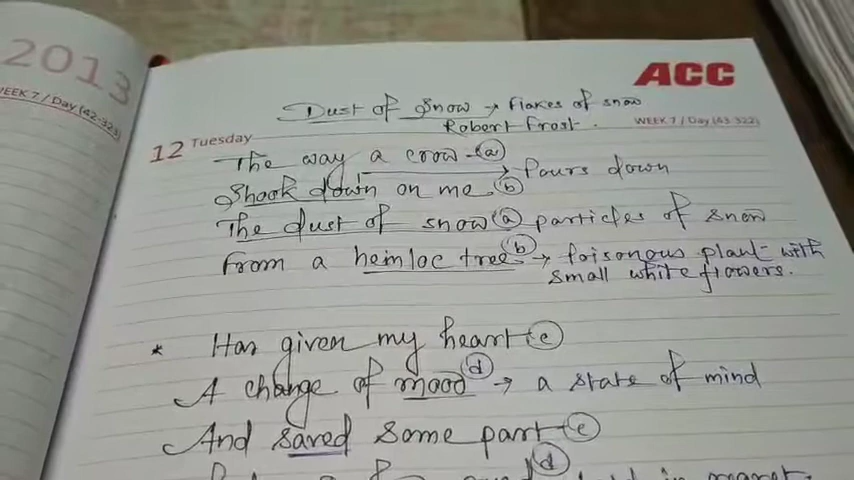 2013
WEEK 7 / Day (42-323)
ACC
Dust of Snow → flakes of snow
Robert Frost.
WEEK 7 / Day (43-322)
12 Tuesday
The way a crow (a)
Shook down on me (b) → Pours down
The dust of snow (a) particles of snow
From a hemloc tree (b) → poisonous plant with
small white flowers.
* Has given my heart (c)
A change of mood (d) → a state of mind
And saved some part (c)
(d)